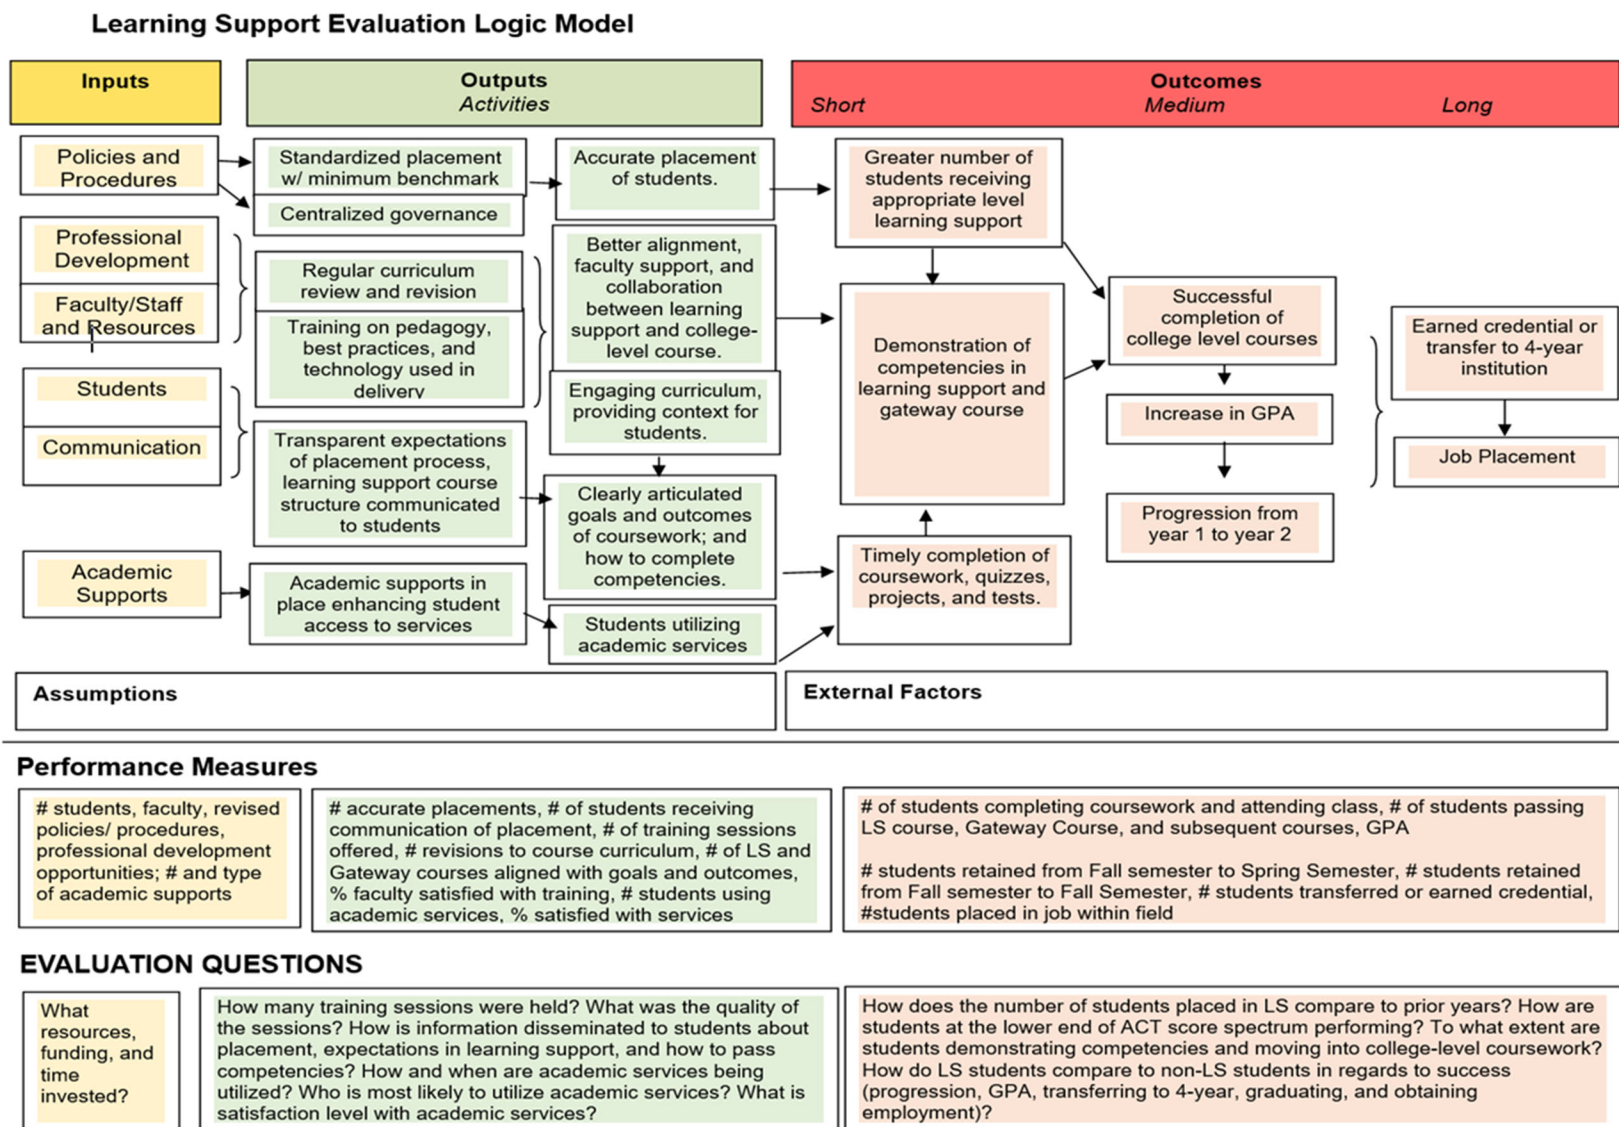 Learning Support Evaluation Logic Model
Inputs
Outputs
Activities
Outcomes
Short
Medium
Long
Policies and
Procedures
Professional
Development
Faculty/Staff
and Resources
Students
Communication
Academic
Supports
Standardized placement
w/ minimum benchmark
Centralized governance
Regular curriculum
review and revision
Training on pedagogy,
best practices, and
technology used in
delivery
Transparent expectations
of placement process,
learning support course
structure communicated
to students
Academic supports in
place enhancing student
access to services
Accurate placement
of students.
Better alignment,
faculty support, and
collaboration
between learning
support and college-
level course.
Engaging curriculum,
providing context for
students.
Clearly articulated
goals and outcomes
of coursework; and
how to complete
competencies.
Students utilizing
academic services
Greater number of
students receiving
appropriate level
learning support
Demonstration of
competencies in
learning support and
gateway course
Timely completion of
coursework, quizzes,
projects, and tests.
Successful
completion of
college level courses
Increase in GPA
Progression from
year 1 to year 2
Earned credential or
transfer to 4-year
institution
Job Placement
Assumptions
External Factors
Performance Measures
# students, faculty, revised
policies/ procedures,
professional development
opportunities; # and type
of academic supports
# accurate placements, # of students receiving
communication of placement, # of training sessions
offered, # revisions to course curriculum, # of LS and
Gateway courses aligned with goals and outcomes,
% faculty satisfied with training, # students using
academic services, % satisfied with services
# of students completing coursework and attending class, # of students passing
LS course, Gateway Course, and subsequent courses, GPA
# students retained from Fall semester to Spring Semester, # students retained
from Fall semester to Fall Semester, # students transferred or earned credential,
#students placed in job within field
EVALUATION QUESTIONS
What
resources,
funding, and
time
invested?
How many training sessions were held? What was the quality of
the sessions? How is information disseminated to students about
placement, expectations in learning support, and how to pass
competencies? How and when are academic services being
utilized? Who is most likely to utilize academic services? What is
satisfaction level with academic services?
How does the number of students placed in LS compare to prior years? How are
students at the lower end of ACT score spectrum performing? To what extent are
students demonstrating competencies and moving into college-level coursework?
How do LS students compare to non-LS students in regards to success
(progression, GPA, transferring to 4-year, graduating, and obtaining
employment)?